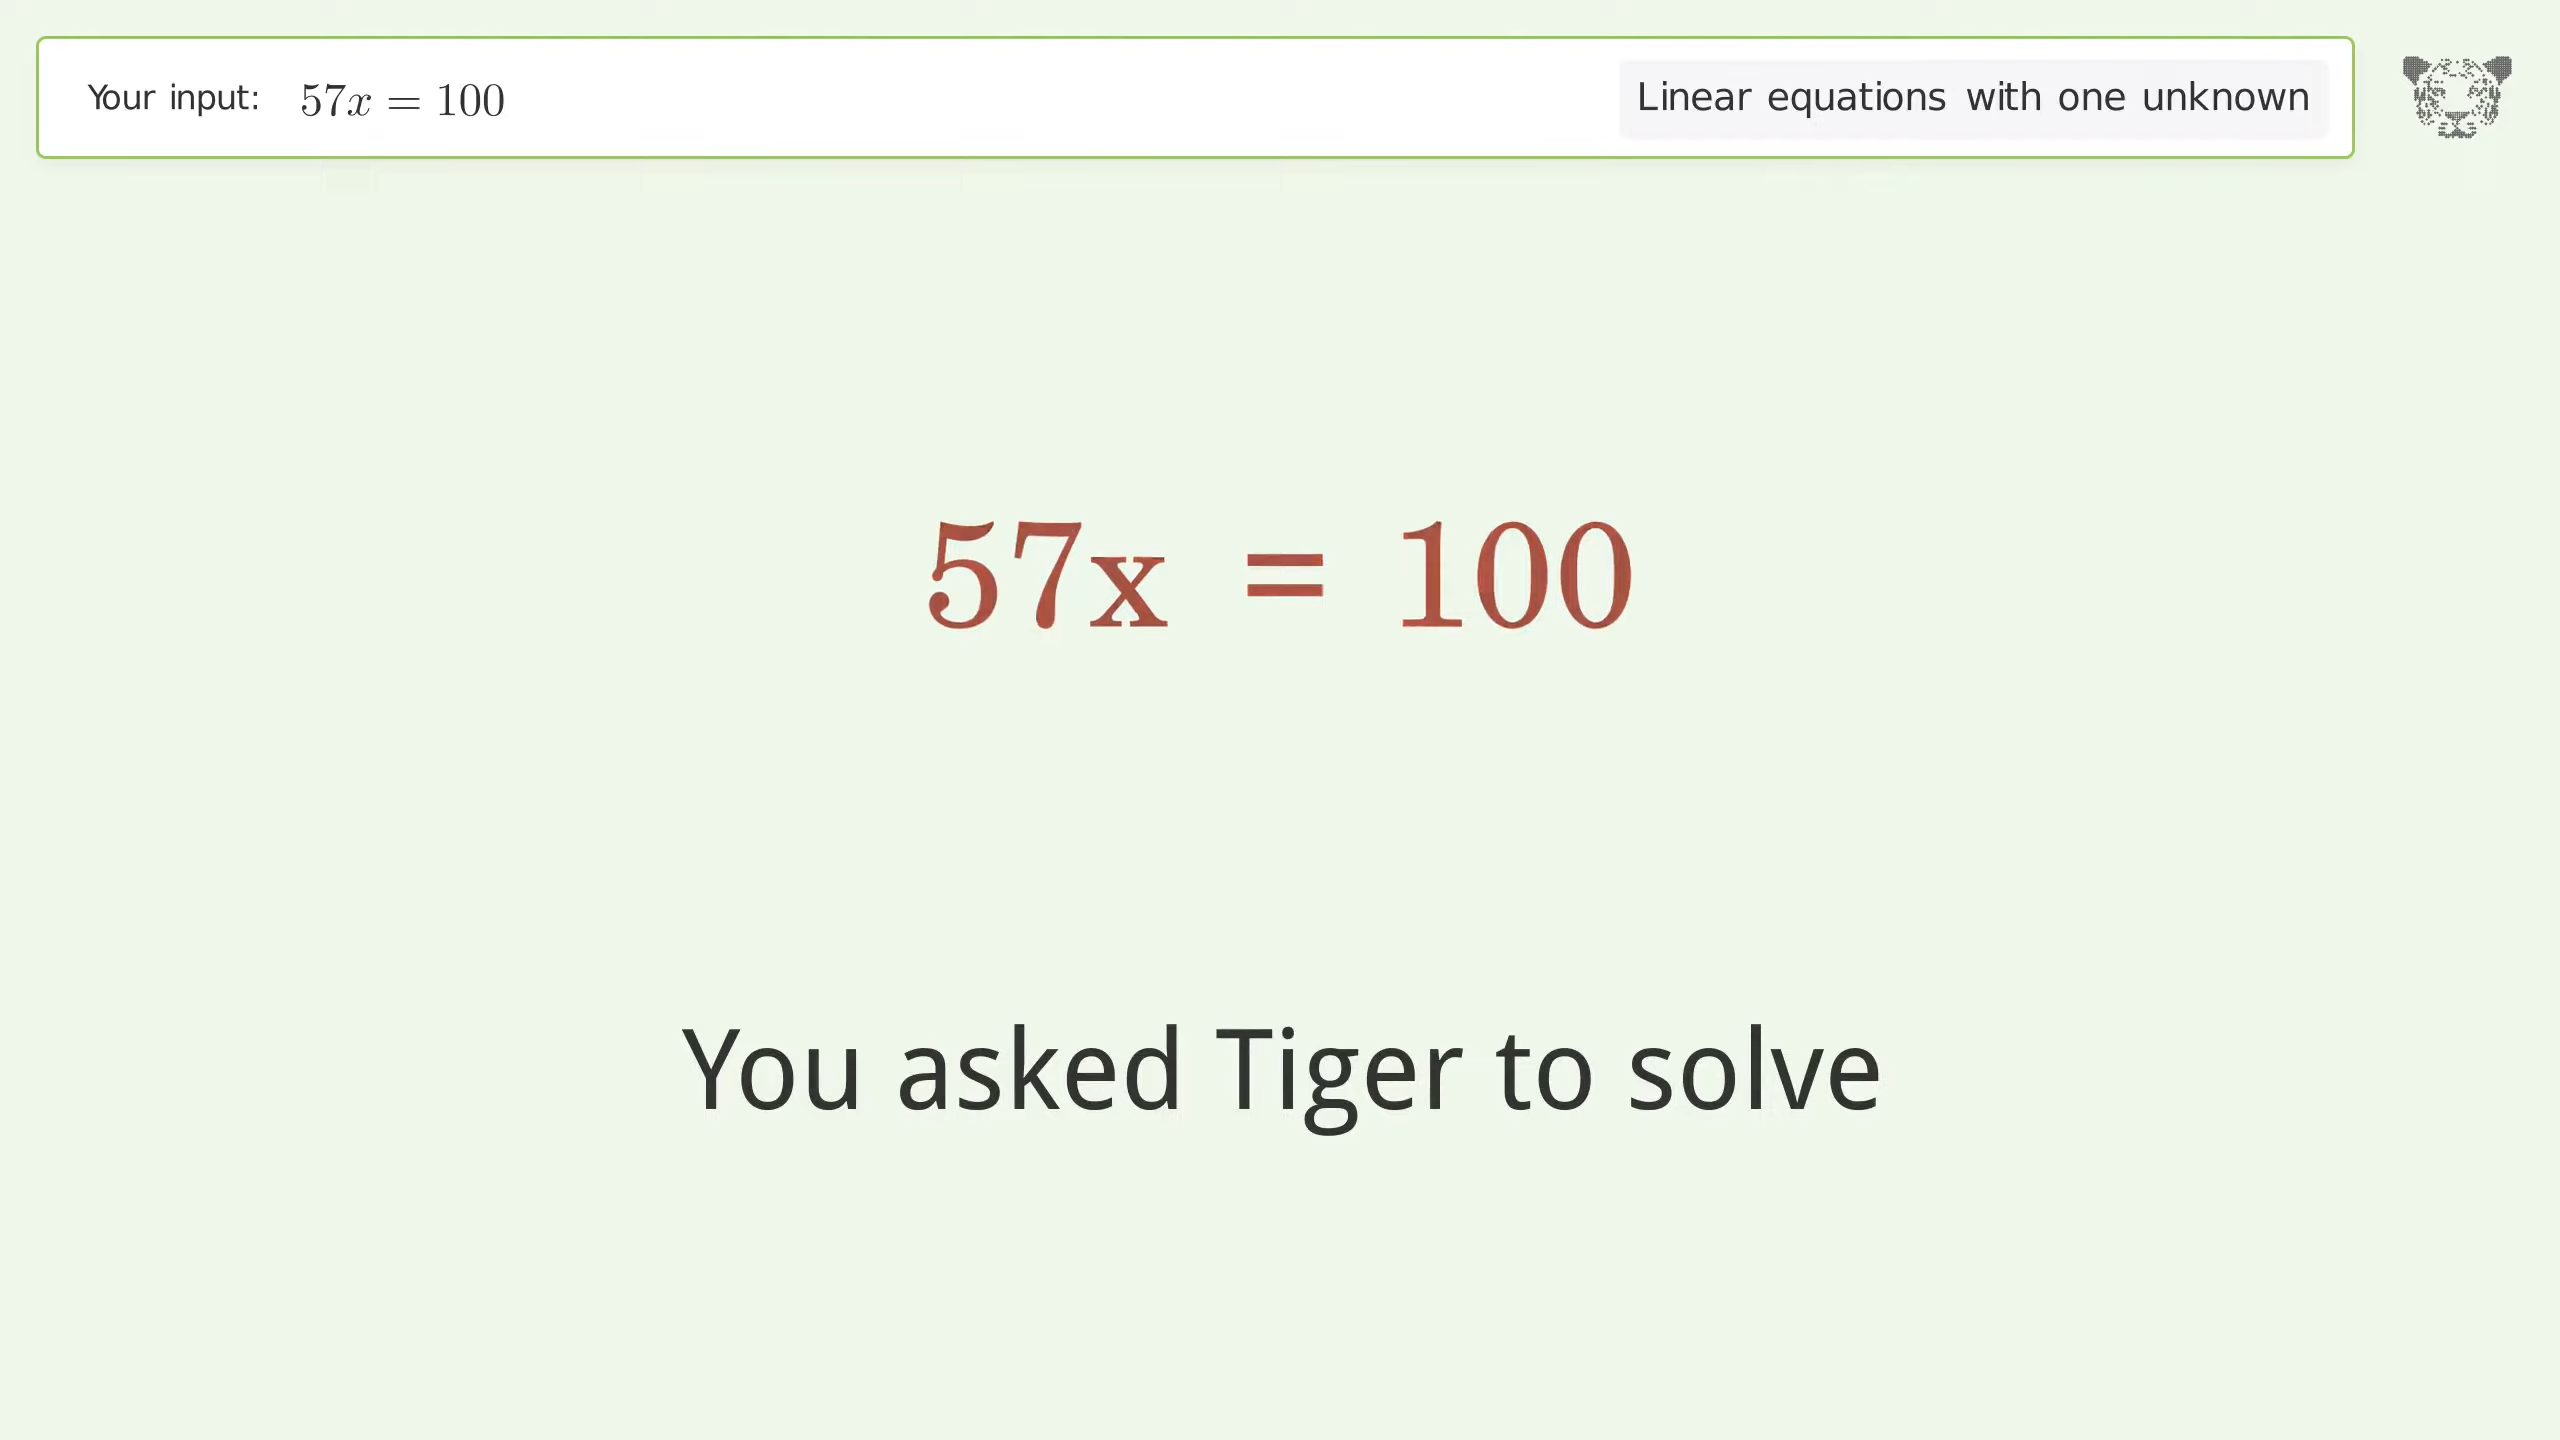 Your input: 57x = 100
Linear equations with one unknown
57x = 100
You asked Tiger to solve